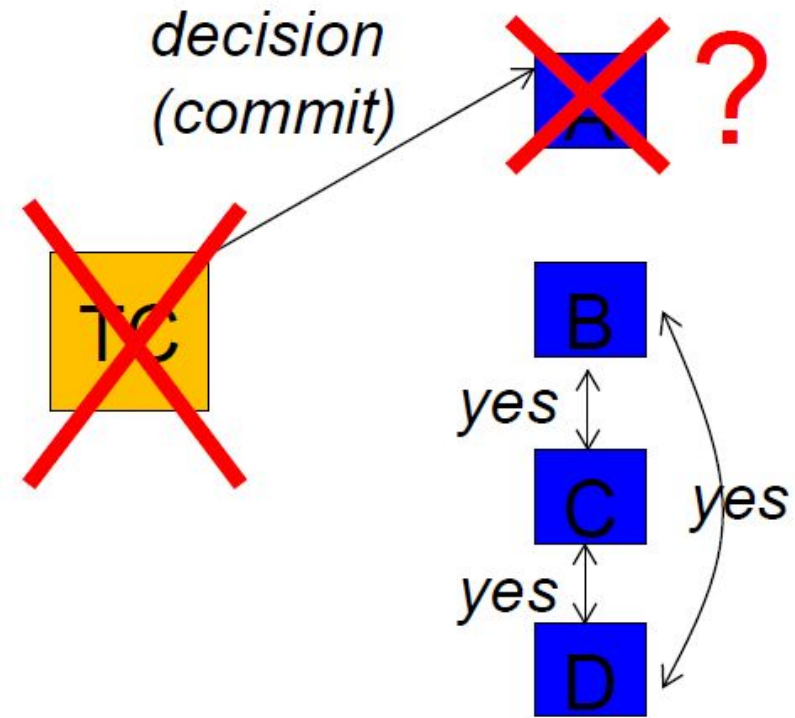 decision
(commit)
A
?
TC
B
yes
C
yes
yes
D